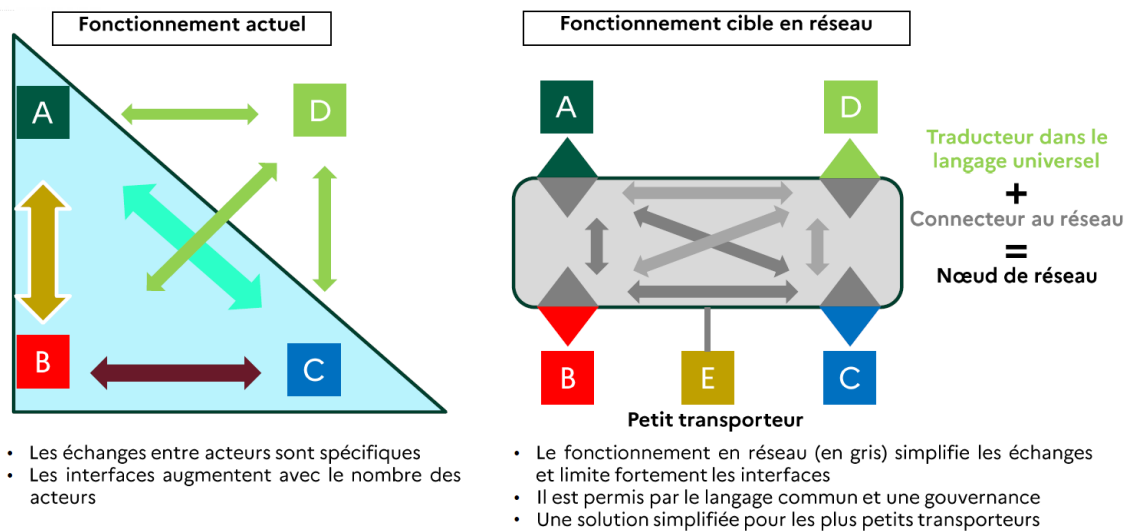 Fonctionnement actuel
A
D
B
C
• Les échanges entre acteurs sont spécifiques
• Les interfaces augmentent avec le nombre des
acteurs
Fonctionnement cible en réseau
A
D
Traducteur dans le
langage universel
+
Connecteur au réseau
=
Nœud de réseau
B
E
C
Petit transporteur
• Le fonctionnement en réseau (en gris) simplifie les échanges
et limite fortement les interfaces
• Il est permis par le langage commun et une gouvernance
• Une solution simplifiée pour les plus petits transporteurs